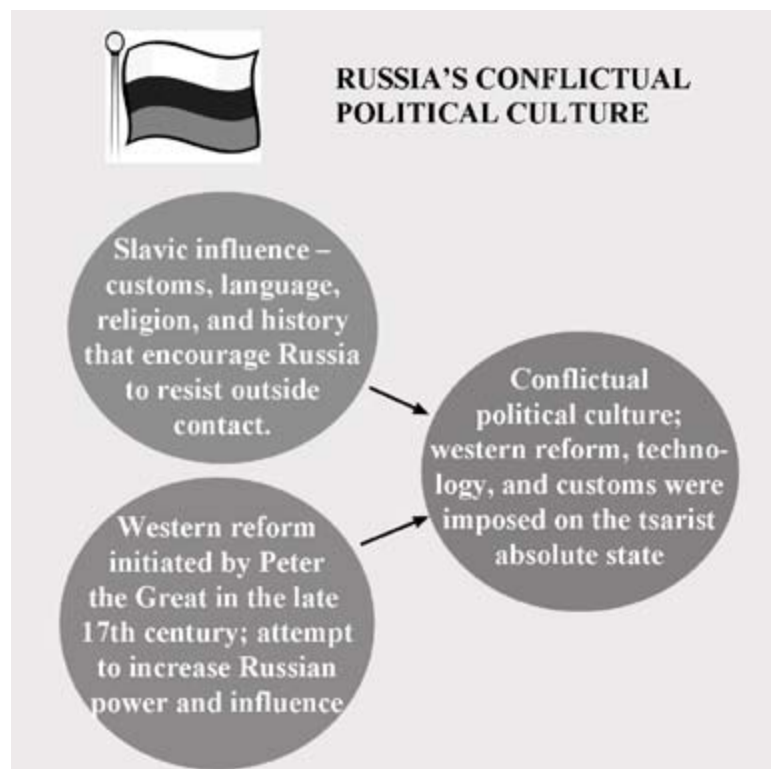 RUSSIA'S CONFLICTUAL
POLITICAL CULTURE
Slavic influence –
customs, language,
religion, and history
that encourage Russia
to resist outside
contact.
Conflictual
political culture;
western reform, techno-
logy, and customs were
imposed on the tsarist
absolute state
Western reform
initiated by Peter
the Great in the late
17th century; attempt
to increase Russian
power and influence